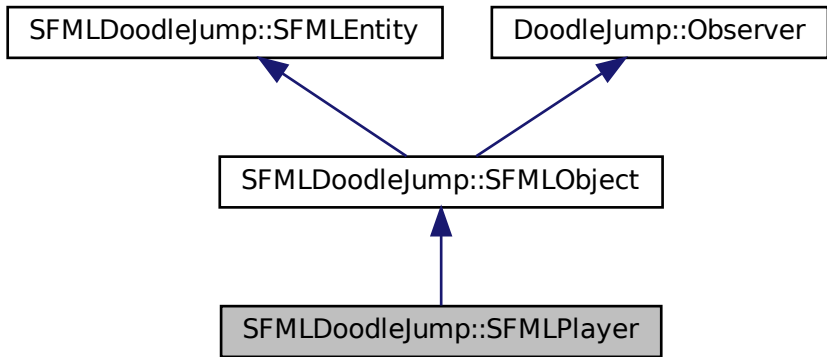 SFMLDoodleJump::SFMLEntity
DoodleJump::Observer
SFMLDoodleJump::SFMLObject
SFMLDoodleJump::SFMLPlayer